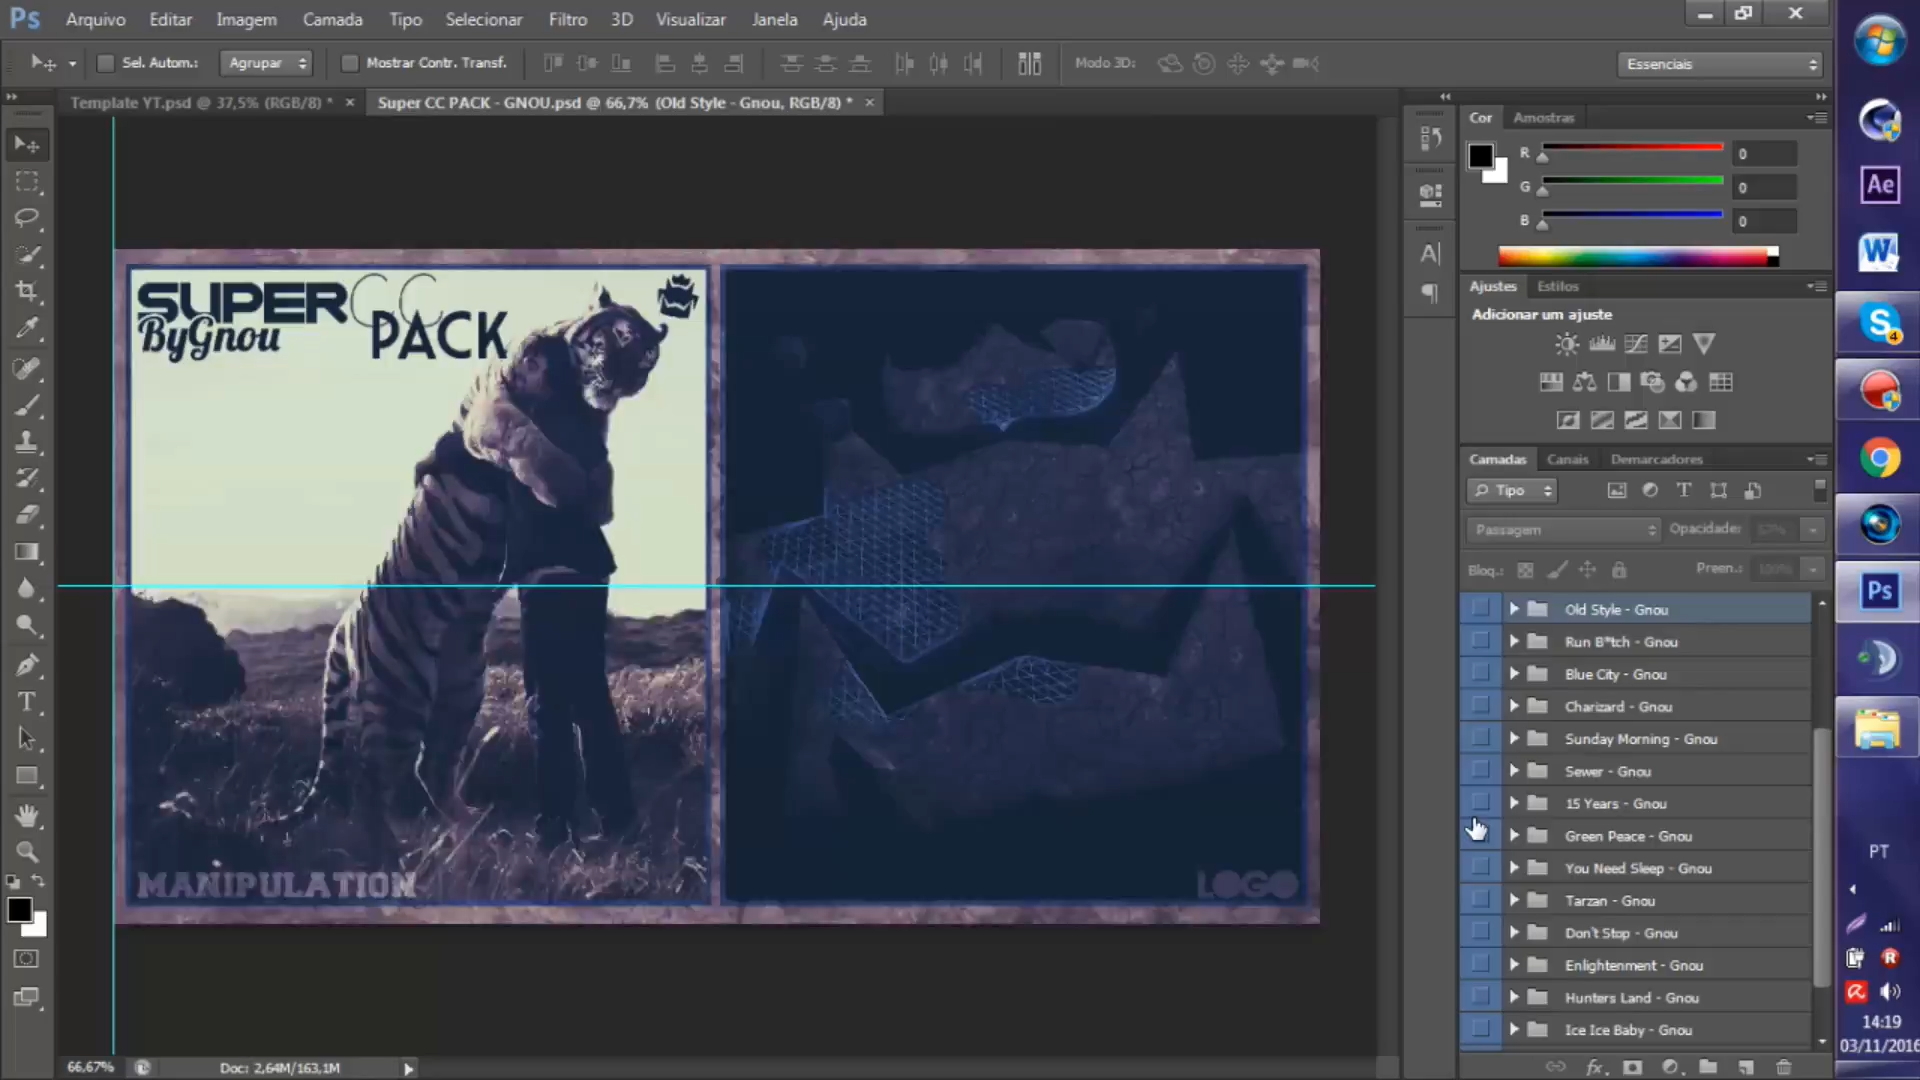 Ps Arquivo Editar Imagem Camada Tipo Selecionar Filtro 3D Visualizar Janela Ajuda
Sel. Autom.: Agrupar Mostrar Contr. Transf. Modo 3D: Essenciais
Template YT.psd @ 37,5% (RGB/8) * × Super CC PACK - GNOU.psd @ 66,7% (Old Style - Gnou, RGB/8) * ×
Cor Amostras
R 0
G 0
B 0
Ajustes Estilos
Adicionar um ajuste
SUPER CC PACK
ByGnou
MANIPULATION
LOGO
Camadas Canais Demarcadores
Tipo
Passagem Opacidade: 57%
Bloq.: Preen.: 100%
Old Style - Gnou
Run B*tch - Gnou
Blue City - Gnou
Charizard - Gnou
Sunday Morning - Gnou
Sewer - Gnou
15 Years - Gnou
Green Peace - Gnou
You Need Sleep - Gnou
Tarzan - Gnou
Don't Stop - Gnou
Enlightenment - Gnou
Hunters Land - Gnou
Ice Ice Baby - Gnou
66,67% Doc: 2,64M/163,1M
Ae
W
S 4
Ps
PT
14:19
03/11/2016